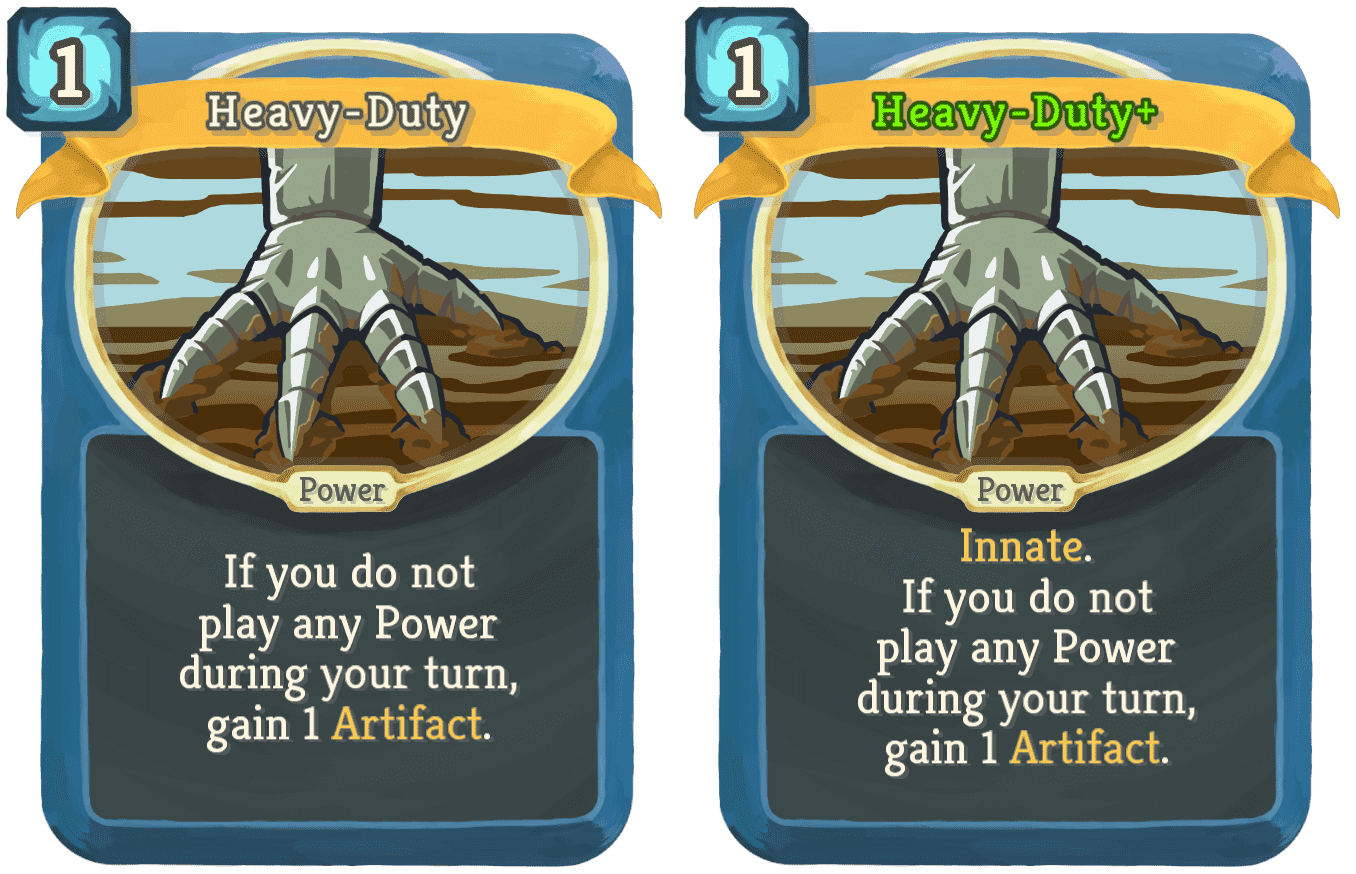 1
Heavy-Duty
Power
If you do not
play any Power
during your turn,
gain 1 Artifact.
1
Heavy-Duty+
Power
Innate.
If you do not
play any Power
during your turn,
gain 1 Artifact.